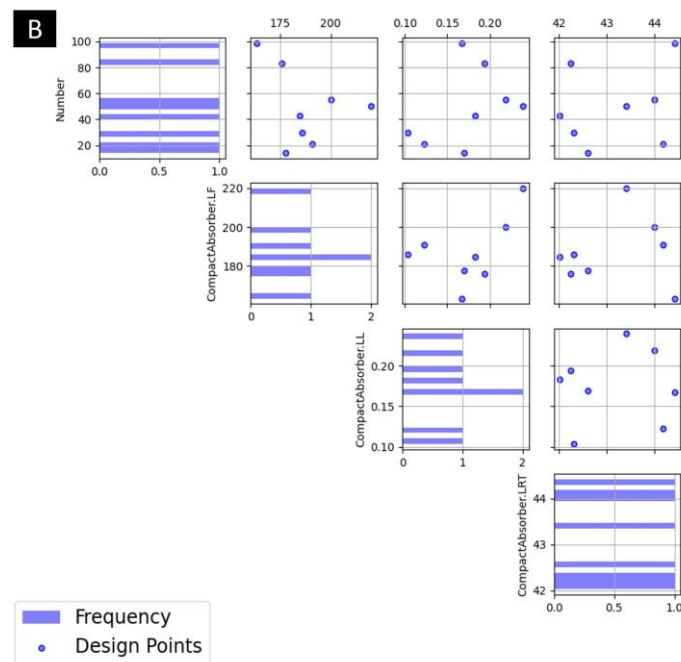 B
175 200
0.10 0.15 0.20
42 43 44
Number
100
80
60
40
20
0.0 0.5 1.0
CompactAbsorber.LF
220
200
180
0 1 2
CompactAbsorber.LL
0.20
0.15
0.10
0 1 2
CompactAbsorber.LRT
44
43
42
0.0 0.5 1.0
Frequency
Design Points